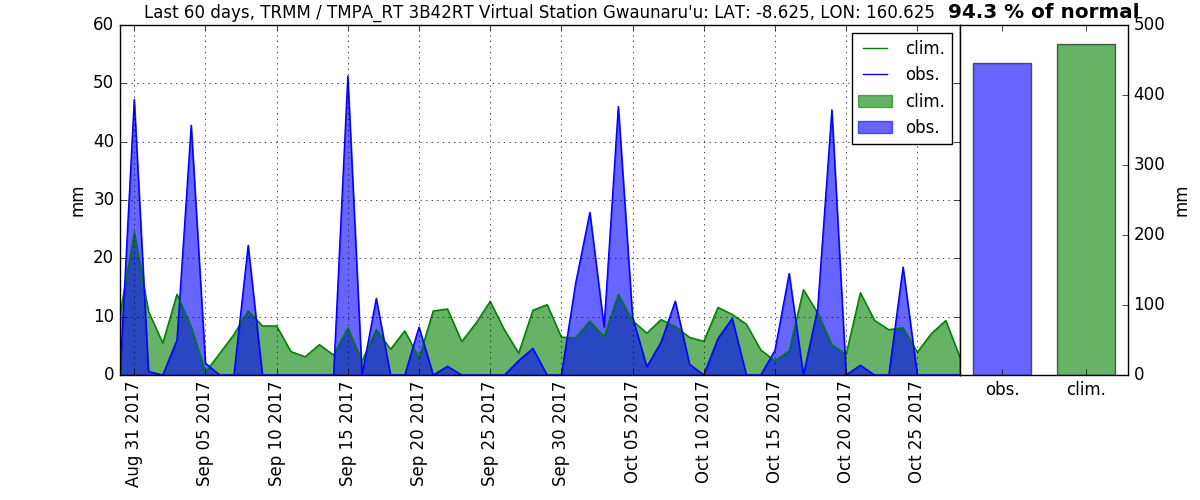 Last 60 days, TRMM / TMPA_RT 3B42RT Virtual Station Gwaunaru'u: LAT: -8.625, LON: 160.625
94.3 % of normal
60
50
40
30
20
10
0
mm
clim.
obs.
clim.
obs.
Aug 31 2017
Sep 05 2017
Sep 10 2017
Sep 15 2017
Sep 20 2017
Sep 25 2017
Sep 30 2017
Oct 05 2017
Oct 10 2017
Oct 15 2017
Oct 20 2017
Oct 25 2017
500
400
300
200
100
0
mm
obs.
clim.